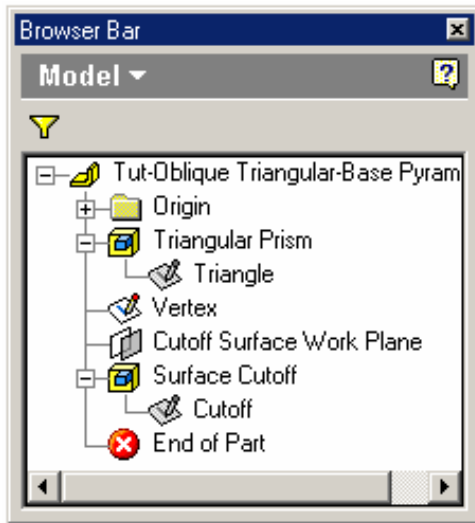 Browser Bar
Model
Tut-Oblique Triangular-Base Pyram
Origin
Triangular Prism
Triangle
Vertex
Cutoff Surface Work Plane
Surface Cutoff
Cutoff
End of Part